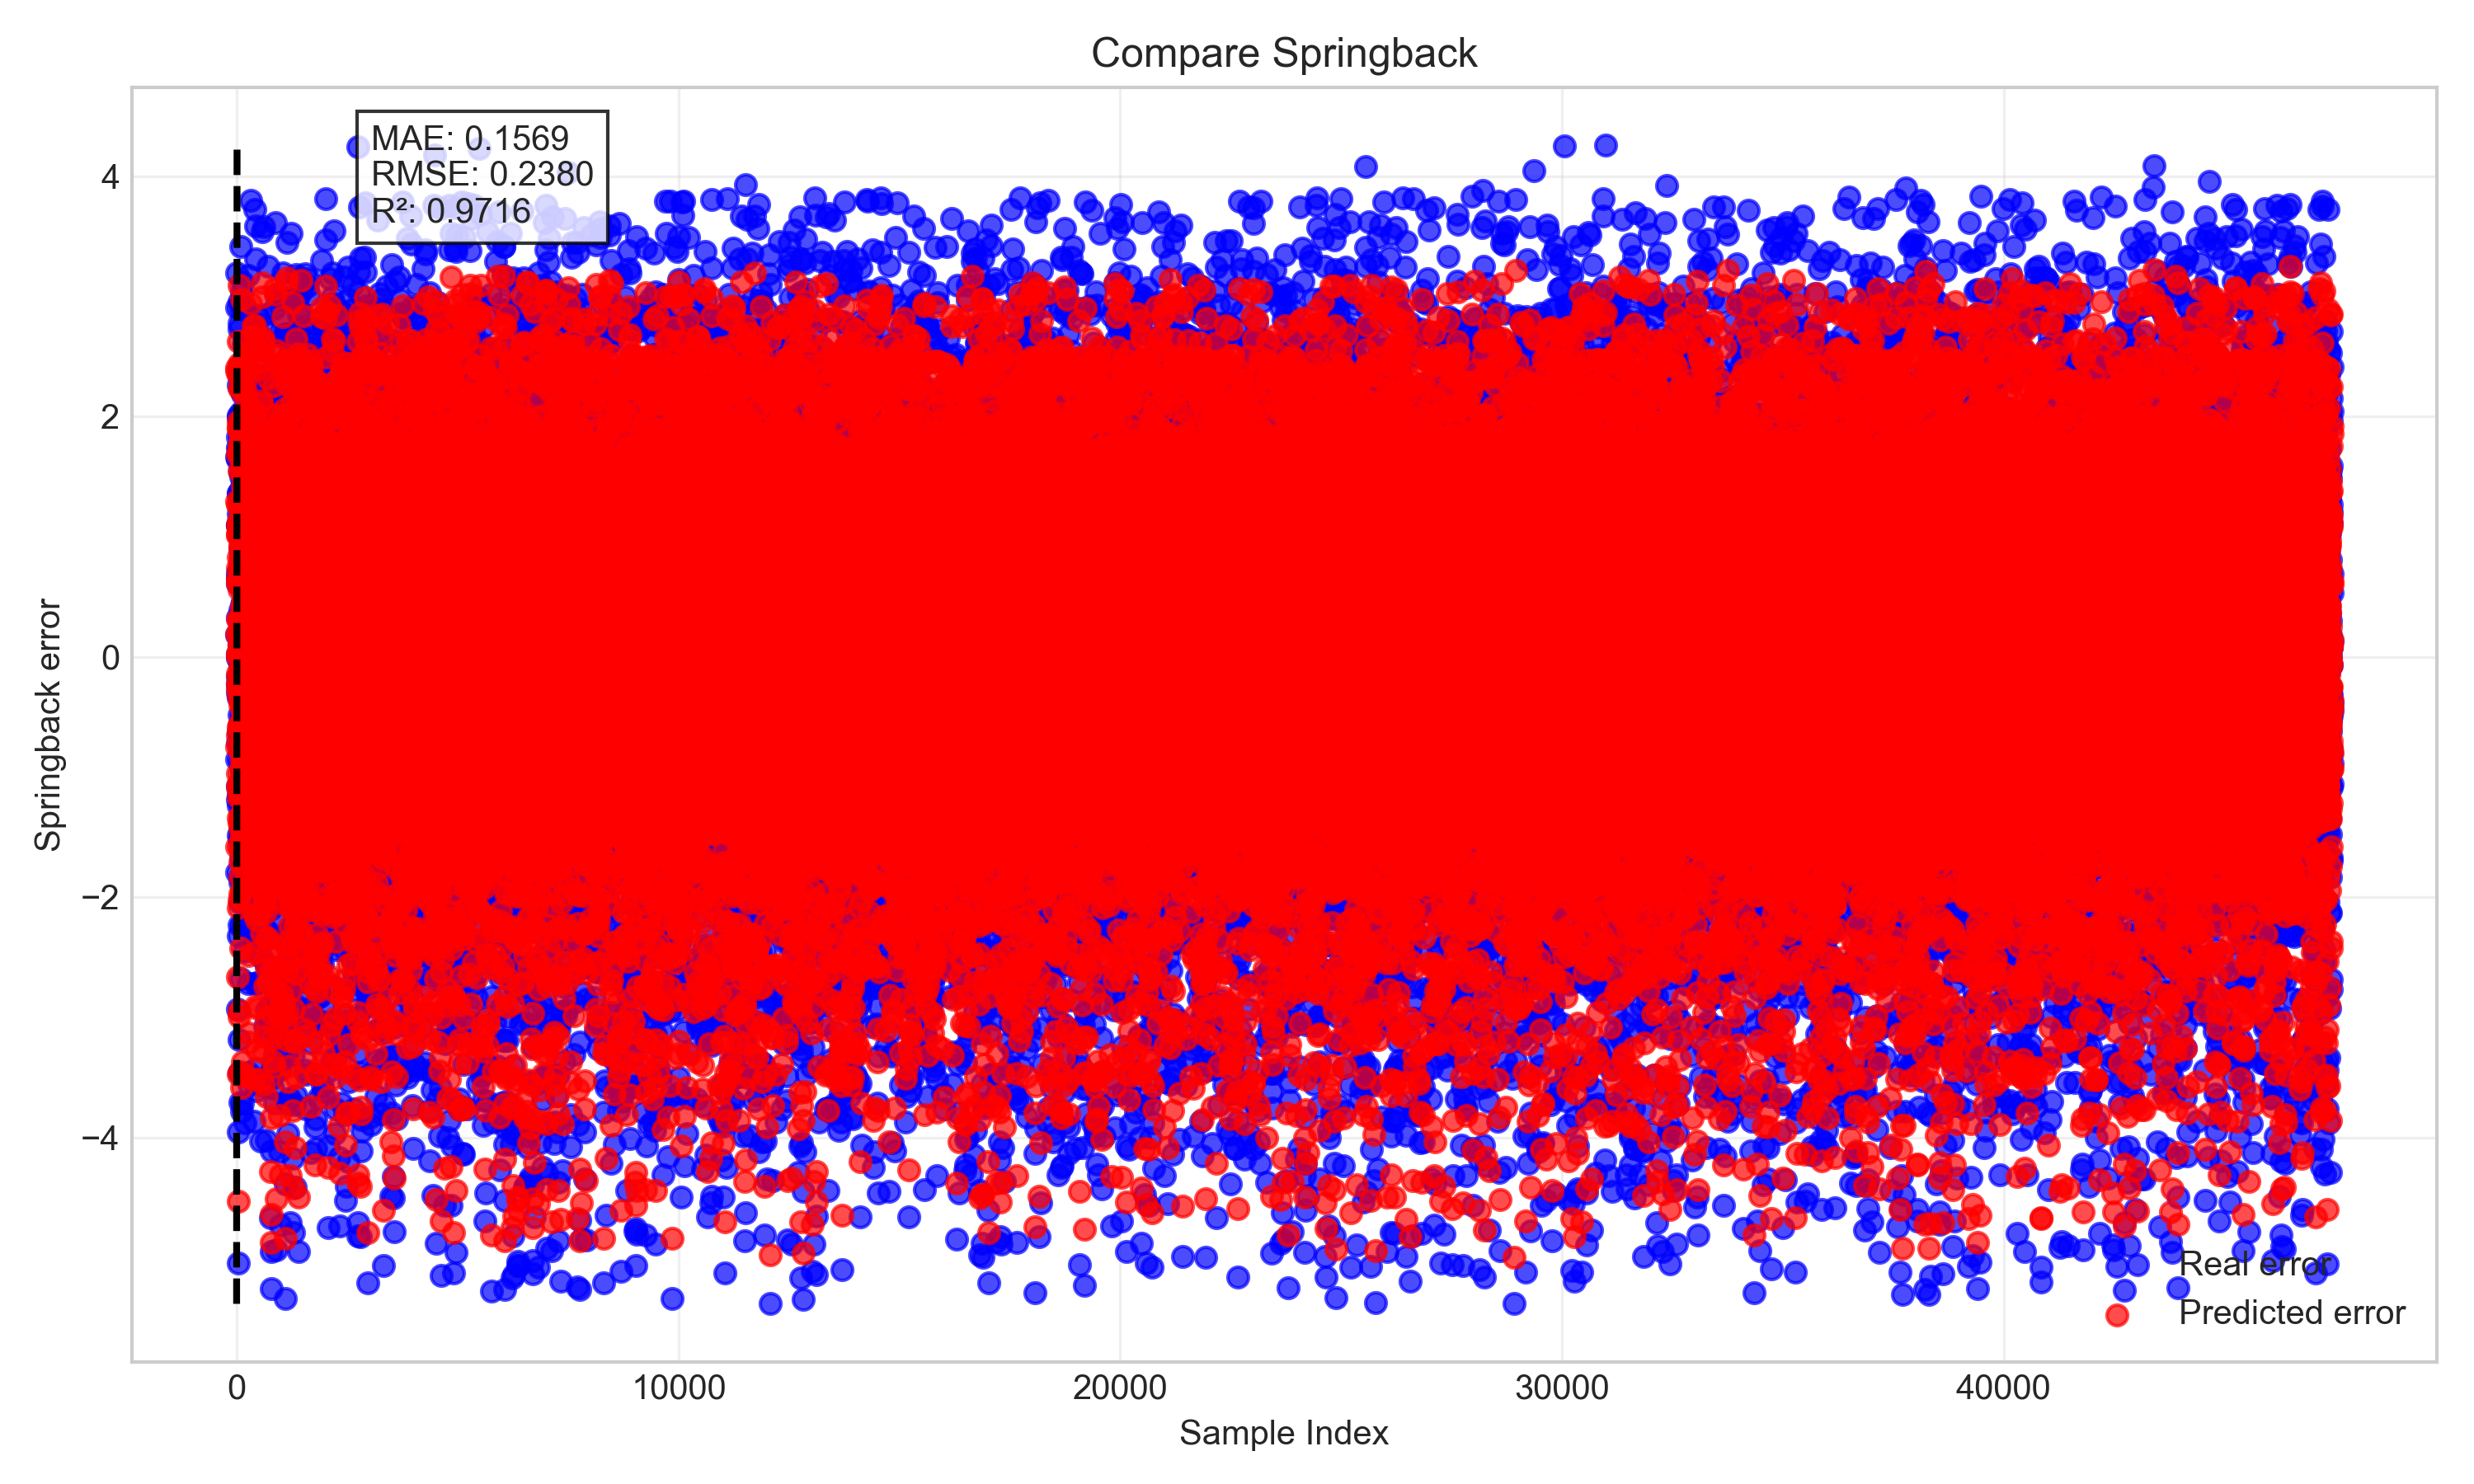 Compare Springback
MAE: 0.1569
RMSE: 0.2380
R²: 0.9716
4
2
0
−2
−4
Springback error
Real error
Predicted error
0
10000
20000
30000
40000
Sample Index